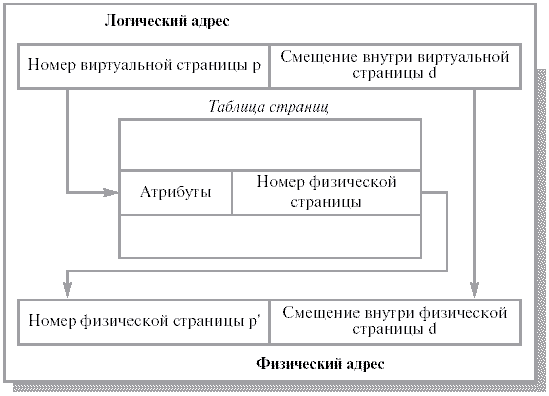 Логический адрес
Номер виртуальной страницы p
Смещение внутри виртуальной
страницы d
Таблица страниц
Атрибуты
Номер физической
страницы
Номер физической страницы p'
Смещение внутри физической
страницы d
Физический адрес